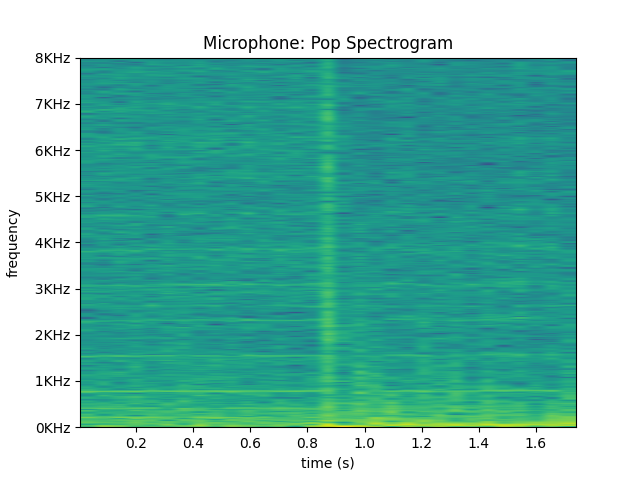 Microphone: Pop Spectrogram
8KHz
7KHz
6KHz
5KHz
4KHz
3KHz
2KHz
1KHz
0KHz
frequency
0.2 0.4 0.6 0.8 1.0 1.2 1.4 1.6
time (s)